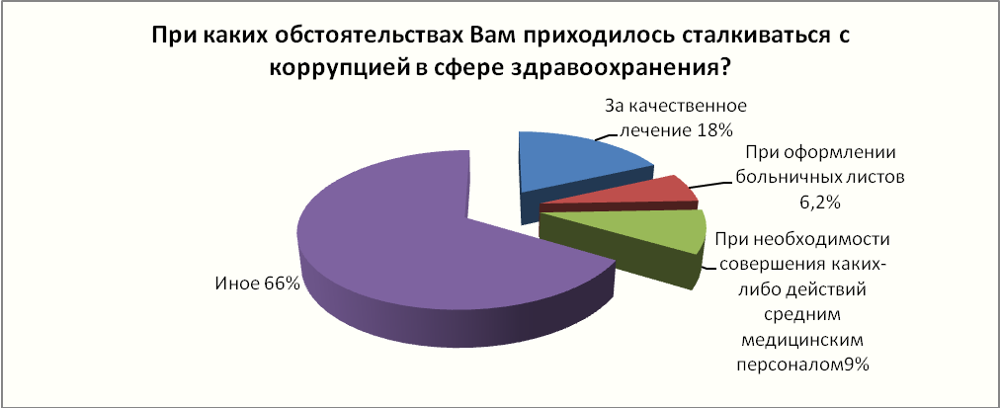 При каких обстоятельствах Вам приходилось сталкиваться с
коррупцией в сфере здравоохранения?
За качественное
лечение 18%
При оформлении
больничных листов
6,2%
При необходимости
совершения каких-
либо действий
средним
медицинским
персоналом9%
Иное 66%